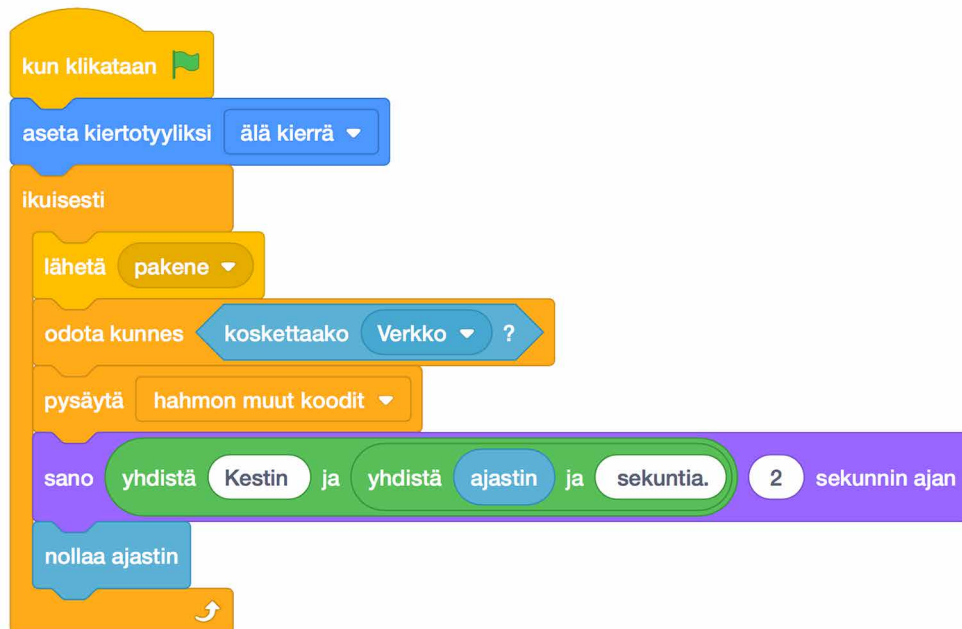 kun klikataan
aseta kiertotyyliksi älä kierrä
ikuisesti
lähetä pakene
odota kunnes koskettaako Verkko ?
pysäytä hahmon muut koodit
sano yhdistä Kestin ja yhdistä ajastin ja sekuntia. 2 sekunnin ajan
nollaa ajastin